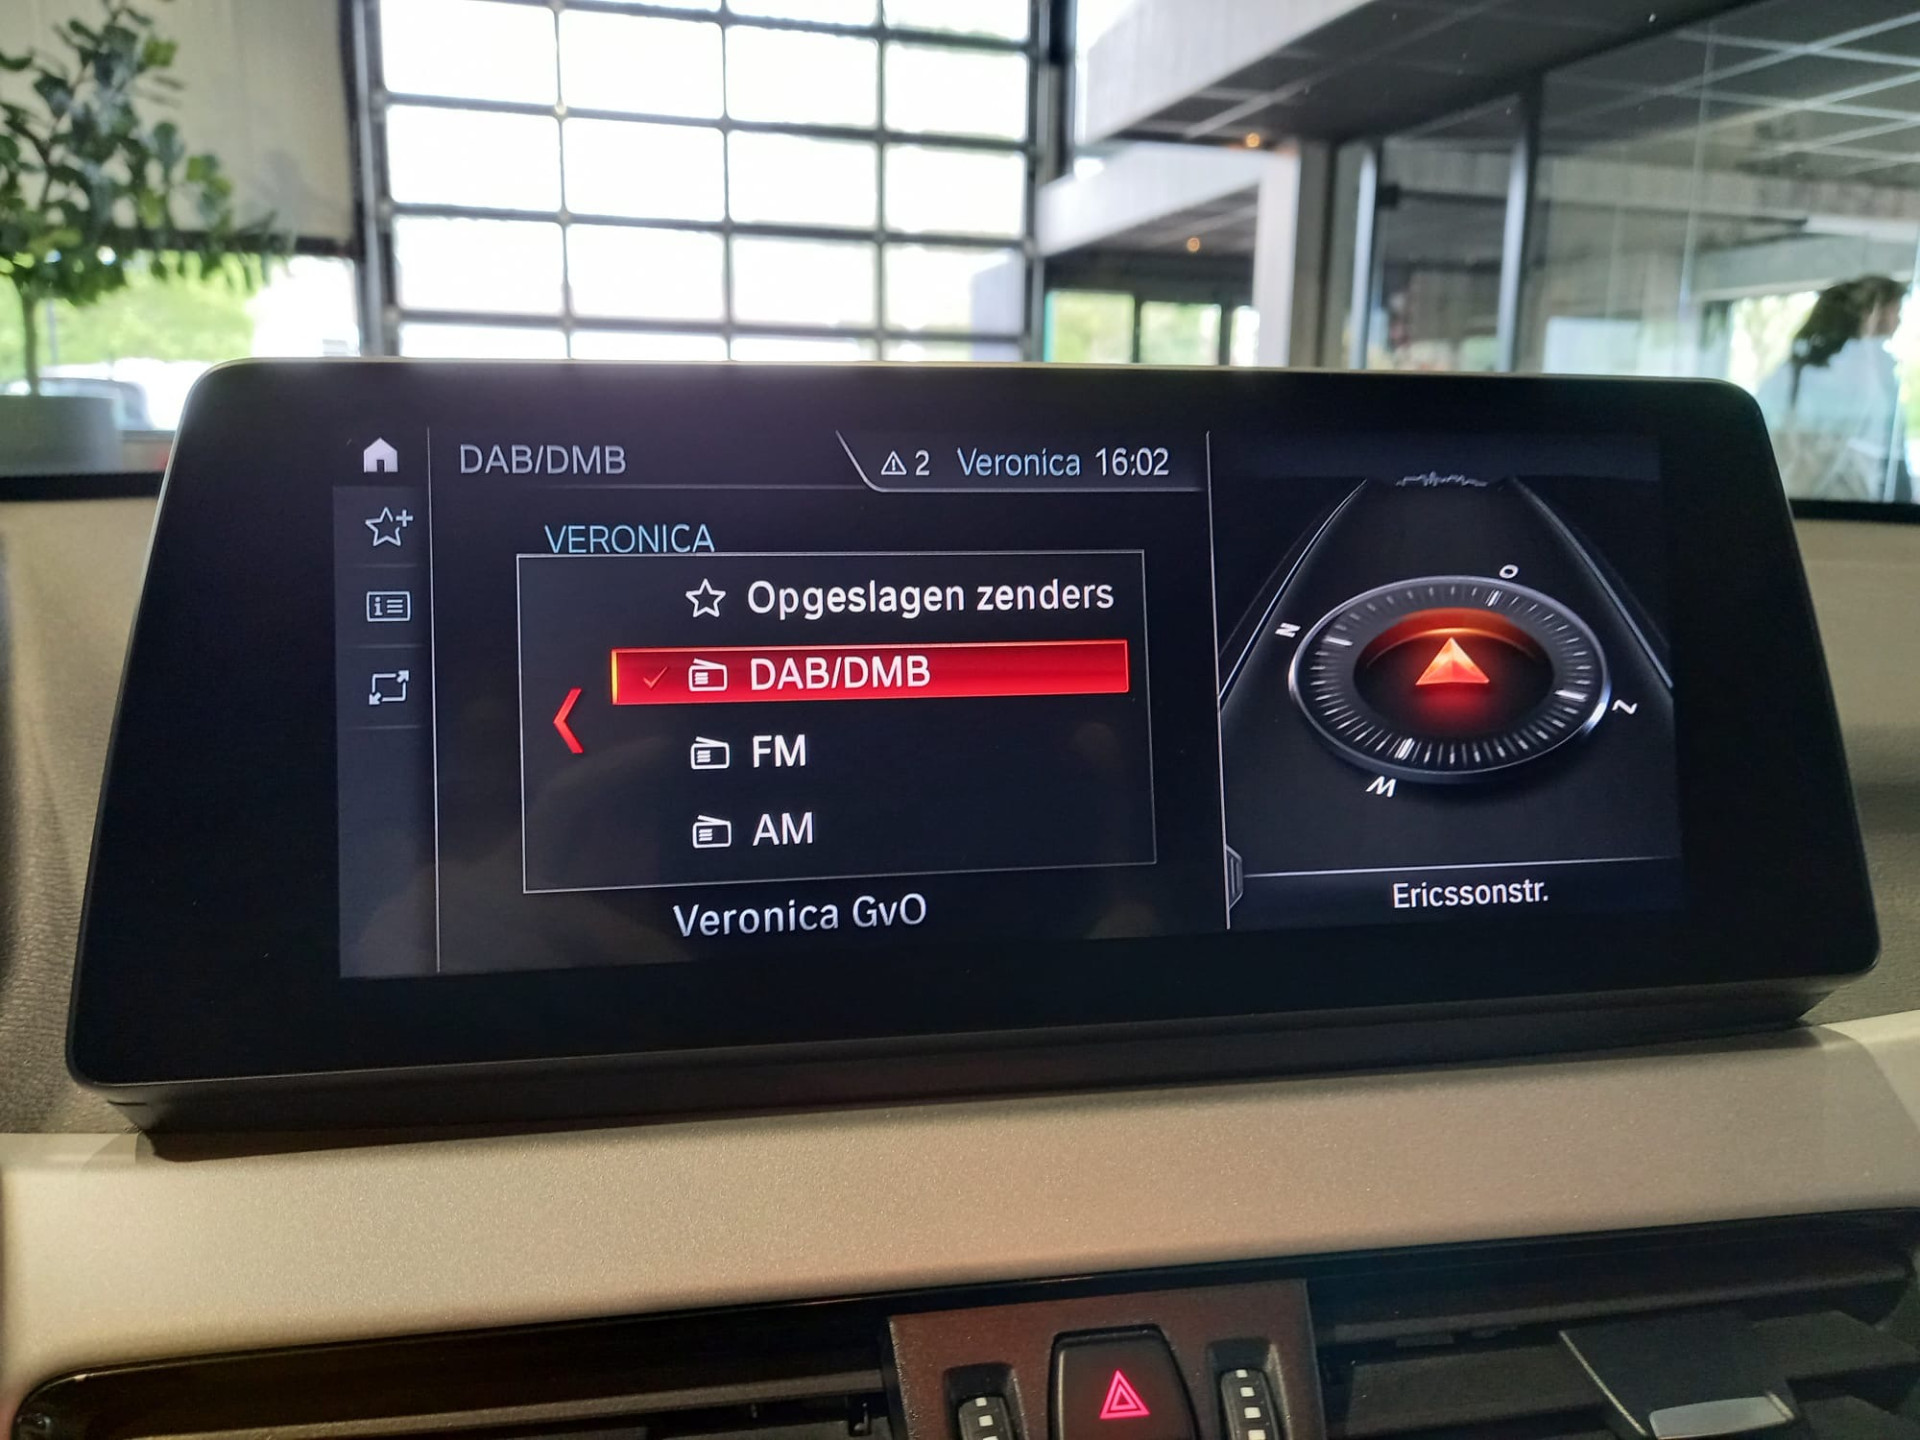 DAB/DMB
2 Veronica 16:02
VERONICA
Opgeslagen zenders
DAB/DMB
FM
AM
Veronica GvO
O
N
Z
W
Ericssonstr.